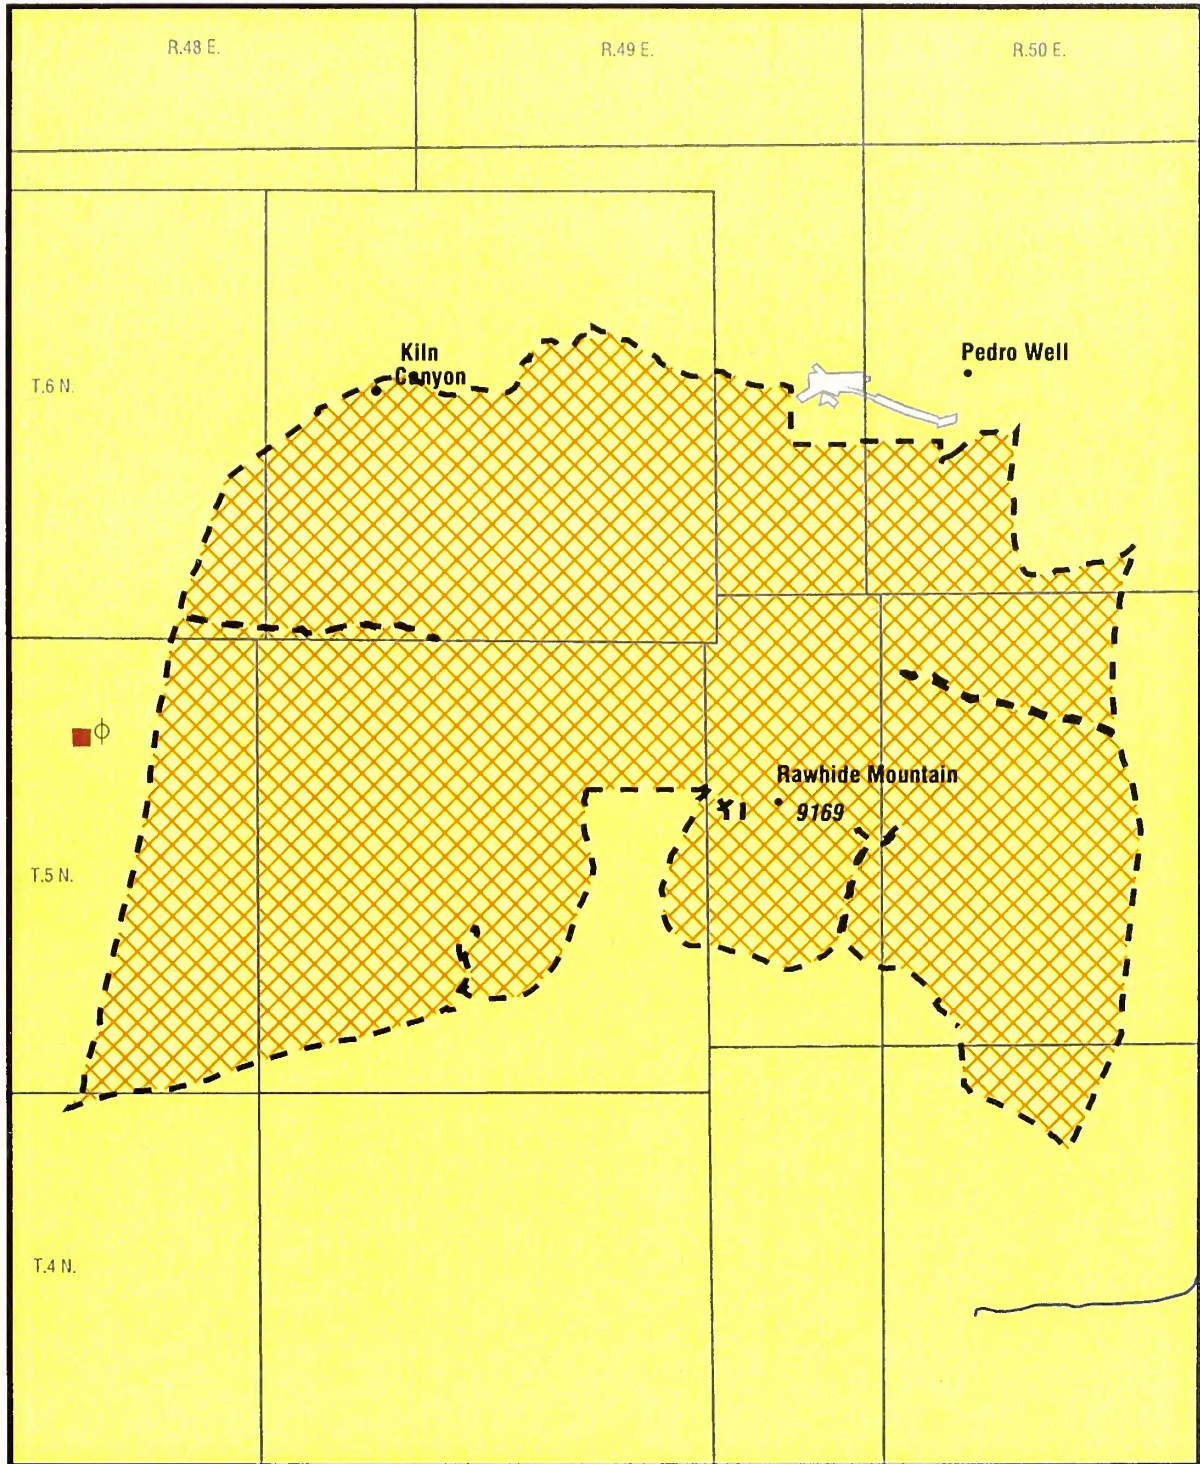 R.48 E.
R.49 E.
R.50 E.
Kiln
Canyon
Pedro Well
T.6 N.
Rawhide Mountain
9169
T.5 N.
T.4 N.